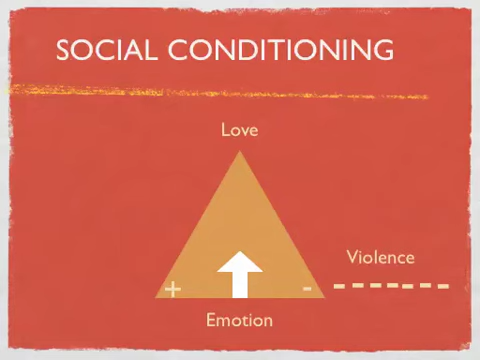 SOCIAL CONDITIONING
Love
Violence
+ -
Emotion